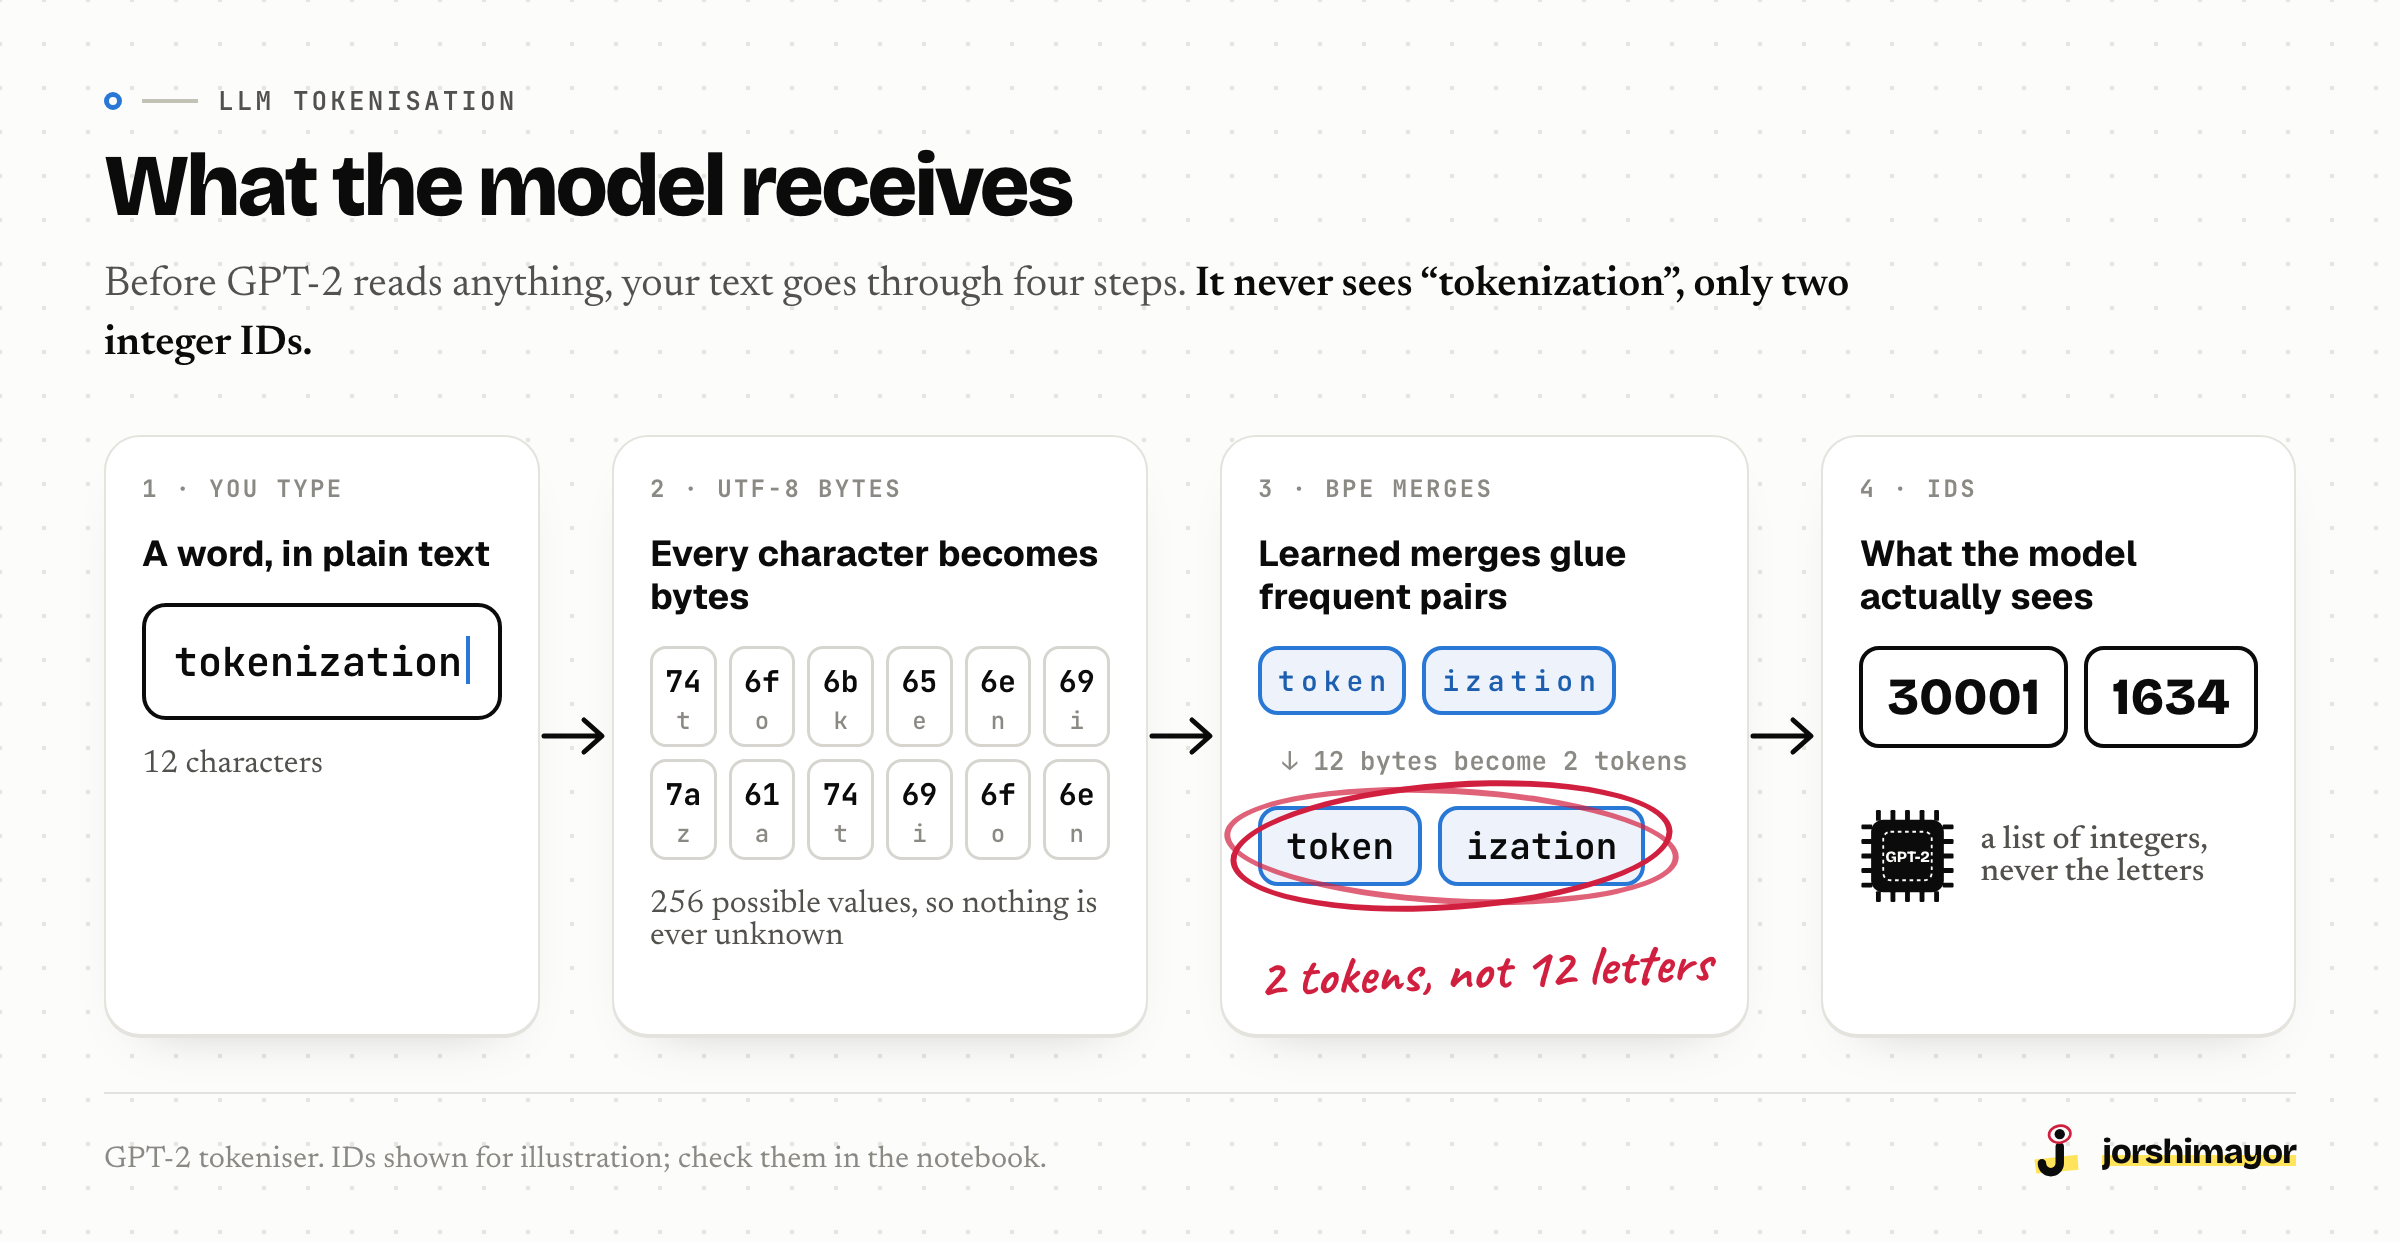 LLM TOKENISATION
What the model receives
Before GPT-2 reads anything, your text goes through four steps. It never sees “tokenization”, only two
integer IDs.
1 · YOU TYPE
A word, in plain text
tokenization
12 characters
2 · UTF-8 BYTES
Every character becomes
bytes
74 6f 6b 65 6e 69
t o k e n i
7a 61 74 69 6f 6e
z a t i o n
256 possible values, so nothing is
ever unknown
3 · BPE MERGES
Learned merges glue
frequent pairs
token ization
↓ 12 bytes become 2 tokens
token ization
2 tokens, not 12 letters
4 · IDS
What the model
actually sees
30001 1634
GPT-2
a list of integers,
never the letters
GPT-2 tokeniser. IDs shown for illustration; check them in the notebook.
j jorshimayor